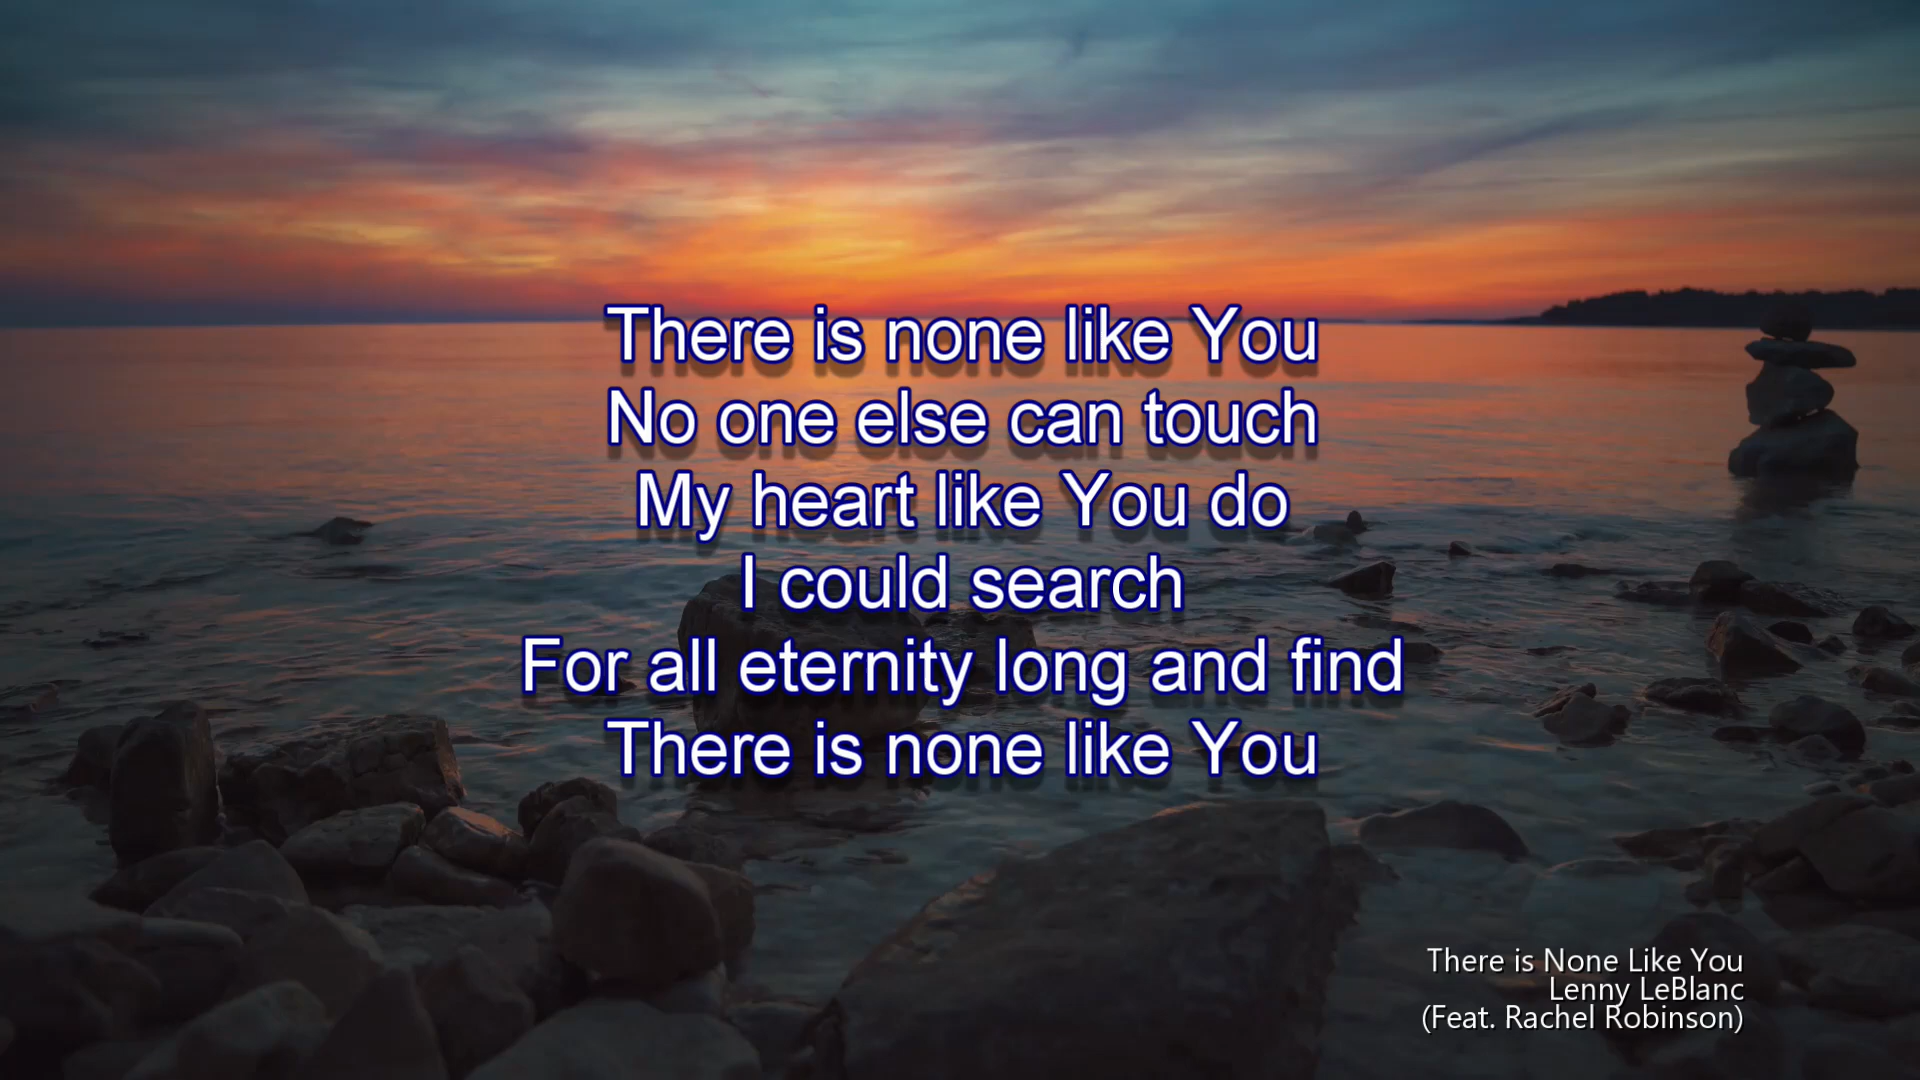 There is none like You
No one else can touch
My heart like You do
I could search
For all eternity long and find
There is none like You
There is None Like You
Lenny LeBlanc
(Feat. Rachel Robinson)